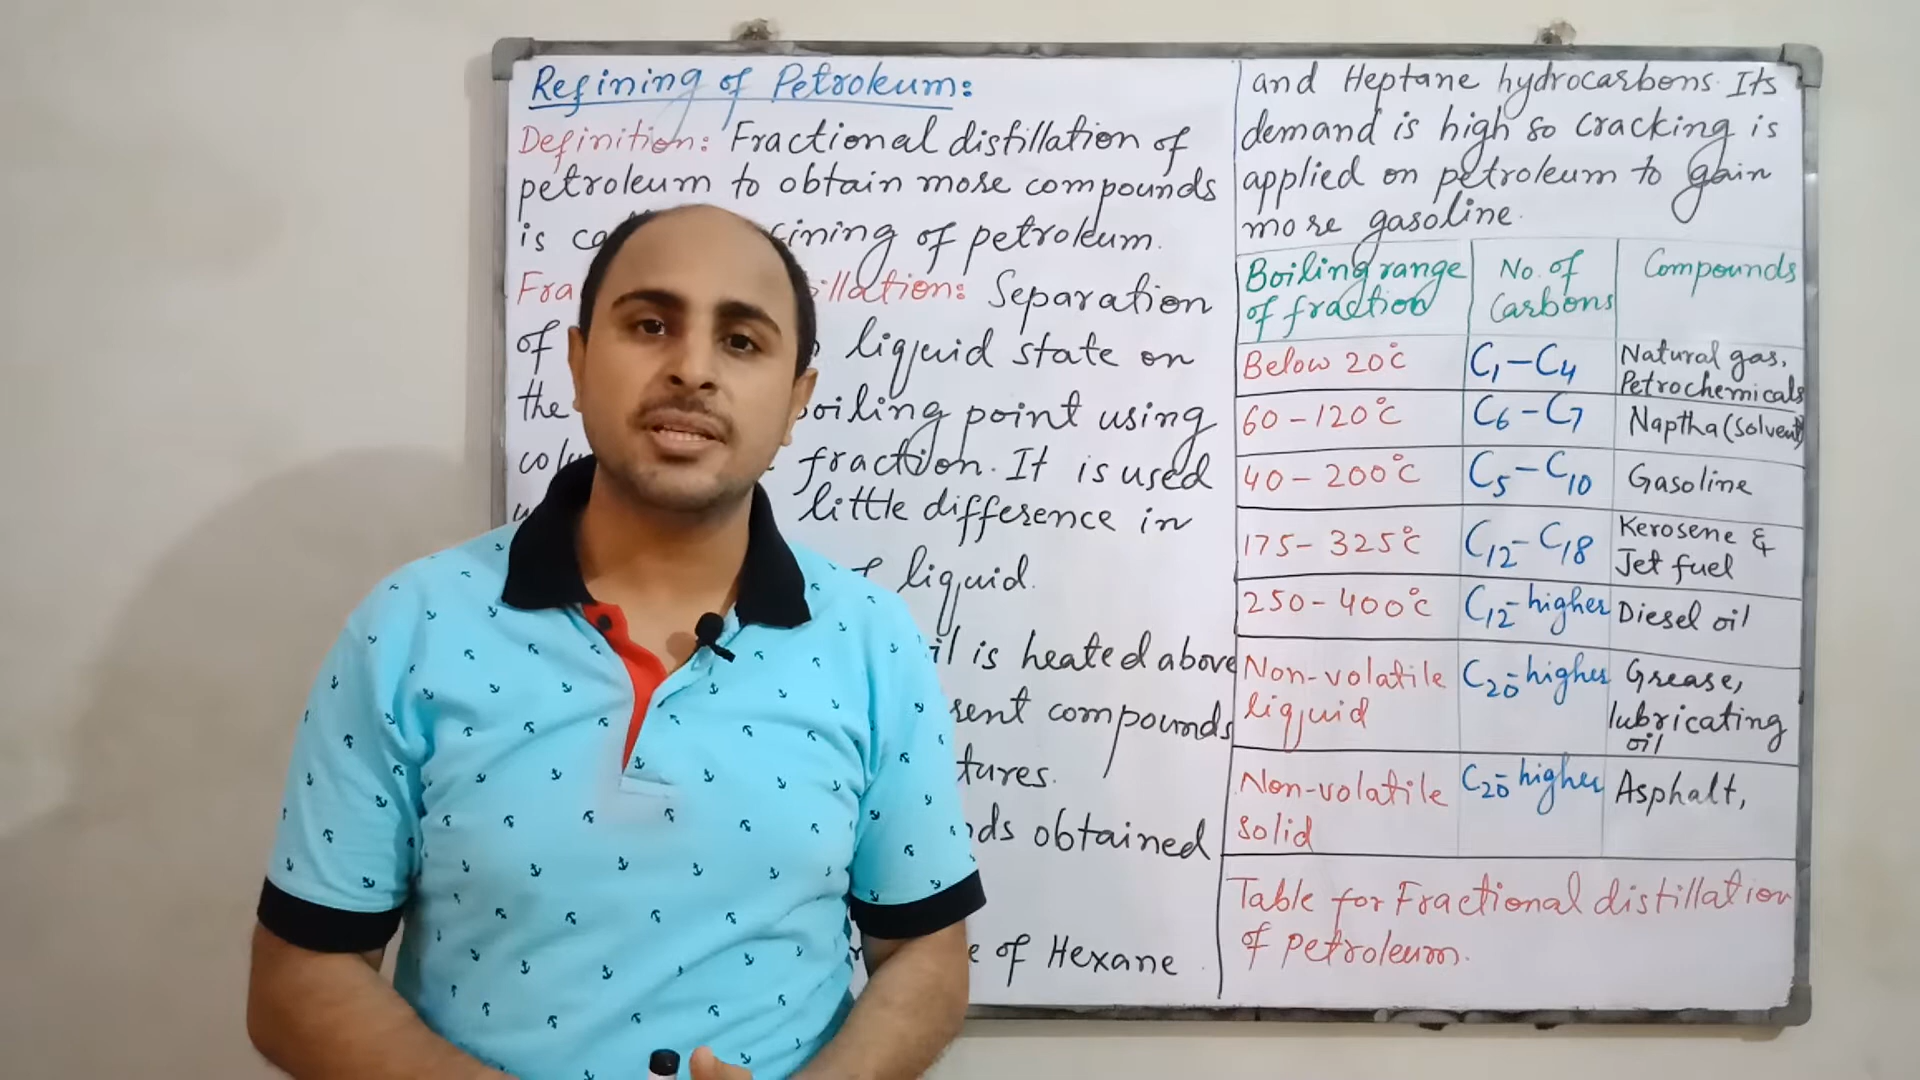 Refining of Petroleum:
Definition: Fractional distillation of
petroleum to obtain more compounds
is fining of petroleum.
Fra illation: Separation
of liquid state on
the boiling point using
fraction. It is used
little difference in
liquid.
il is heated above
sent compounds
tures.
nds obtained
e of Hexane
and Heptane hydrocarbons. Its
demand is high so cracking is
applied on petroleum to gain
more gasoline.
Boiling range of fraction No. of Carbons Compounds
Below 20°C C1-C4 Natural gas, Petrochemicals
60-120°C C6-C7 Naptha (Solvent)
40-200°C C5-C10 Gasoline
175-325°C C12-C18 Kerosene & Jet fuel
250-400°C C12-higher Diesel oil
Non-volatile liquid C20-higher Grease, lubricating oil
Non-volatile solid C20-higher Asphalt,
Table for Fractional distillation
of petroleum.